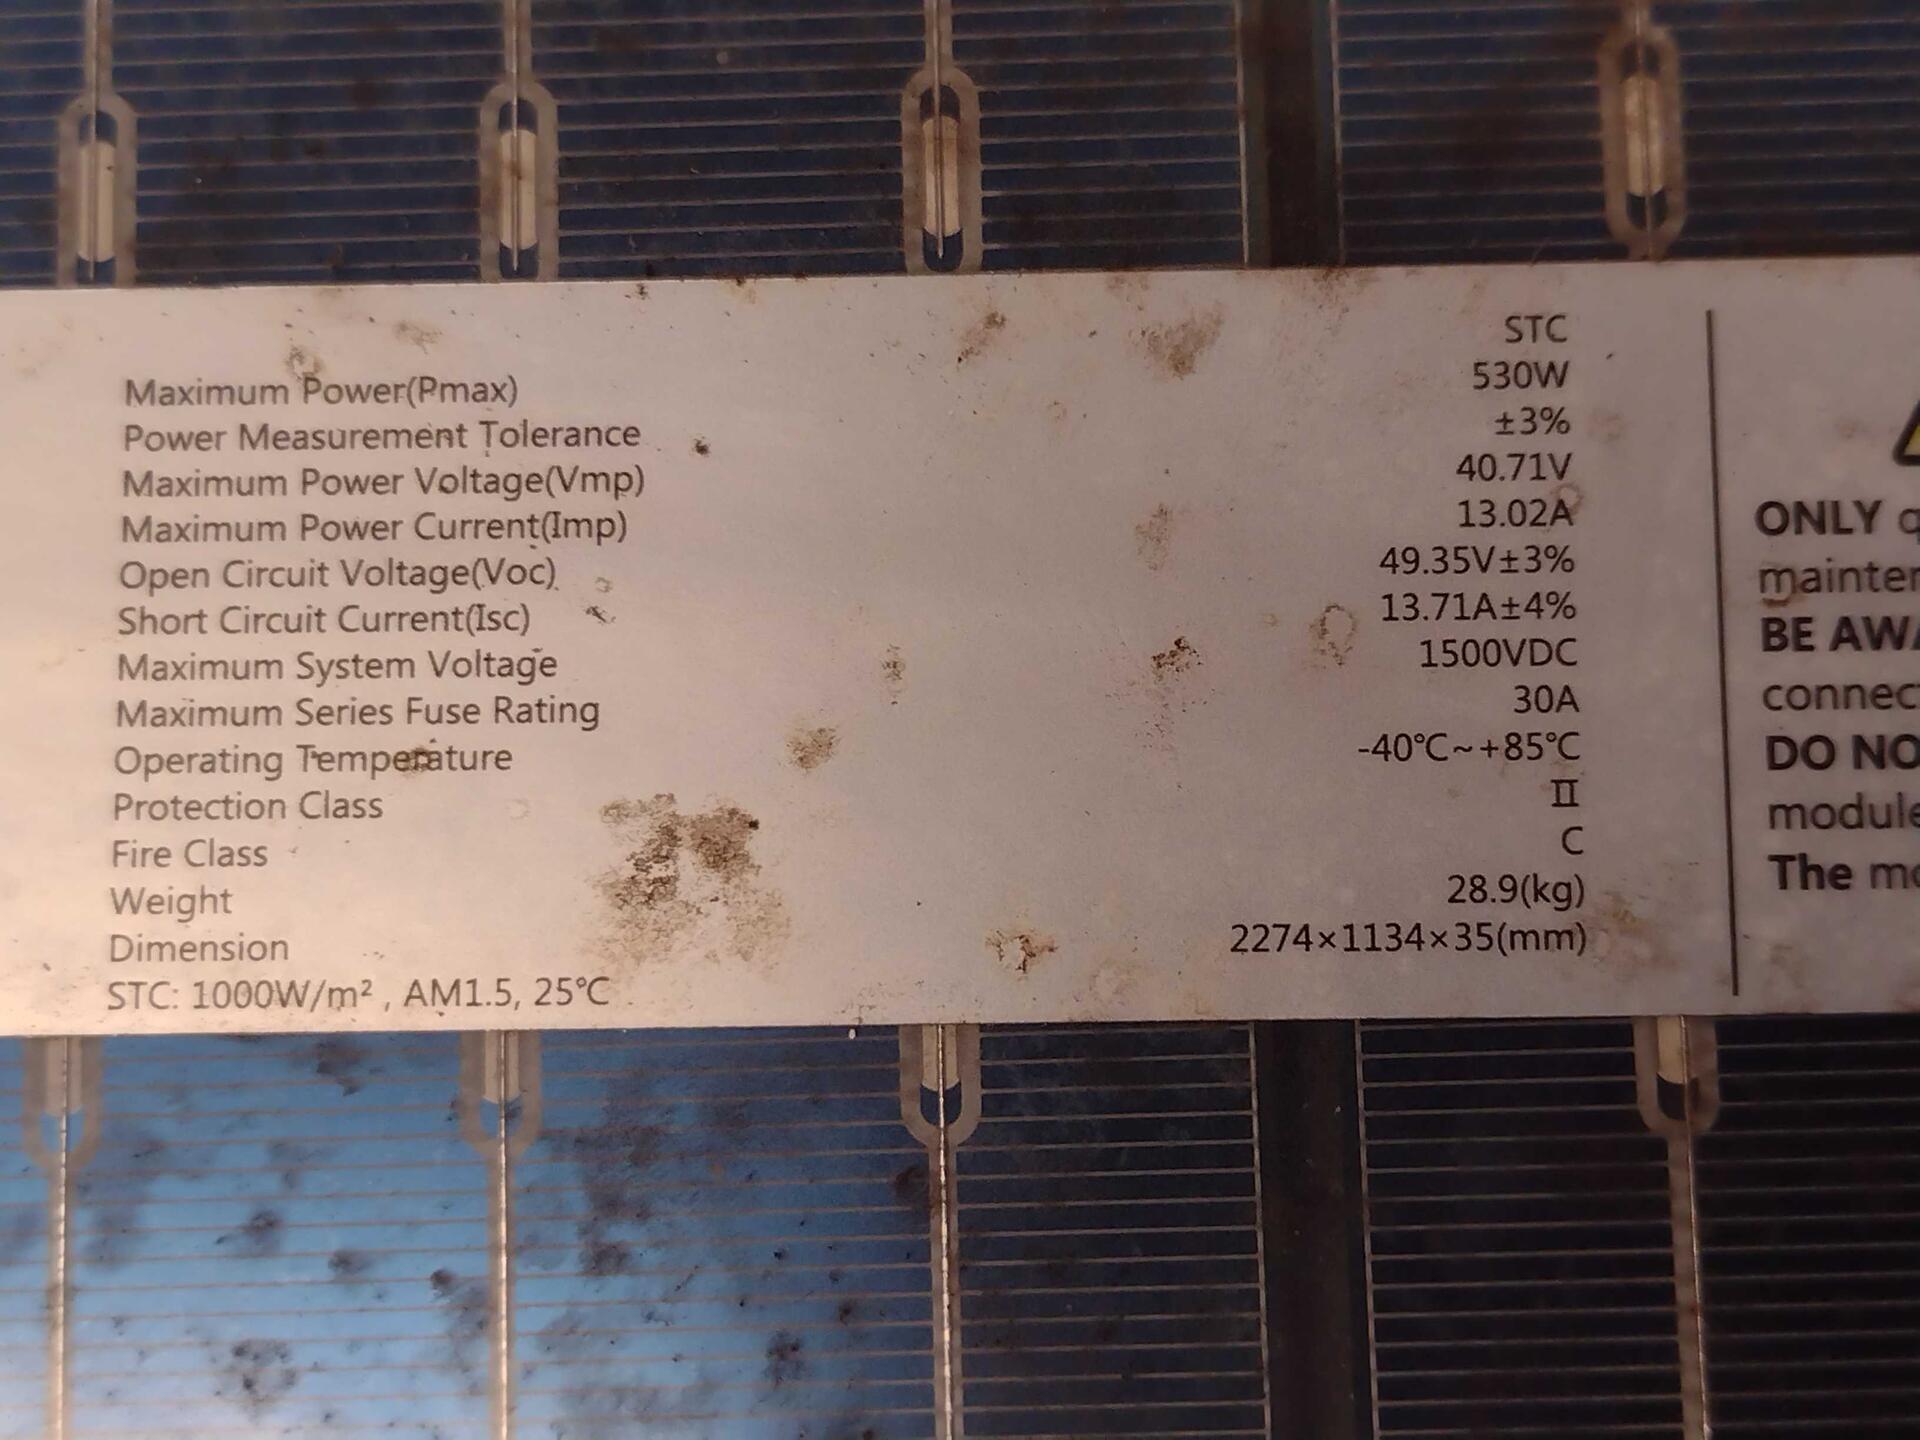 STC
Maximum Power(Pmax) 530W
Power Measurement Tolerance ±3%
Maximum Power Voltage(Vmp) 40.71V
Maximum Power Current(Imp) 13.02A
Open Circuit Voltage(Voc) 49.35V±3%
Short Circuit Current(Isc) 13.71A±4%
Maximum System Voltage 1500VDC
Maximum Series Fuse Rating 30A
Operating Temperature -40℃~+85℃
Protection Class II
Fire Class C
Weight 28.9(kg)
Dimension 2274×1134×35(mm)
STC: 1000W/m² , AM1.5, 25℃
ONLY
BE
DO
The